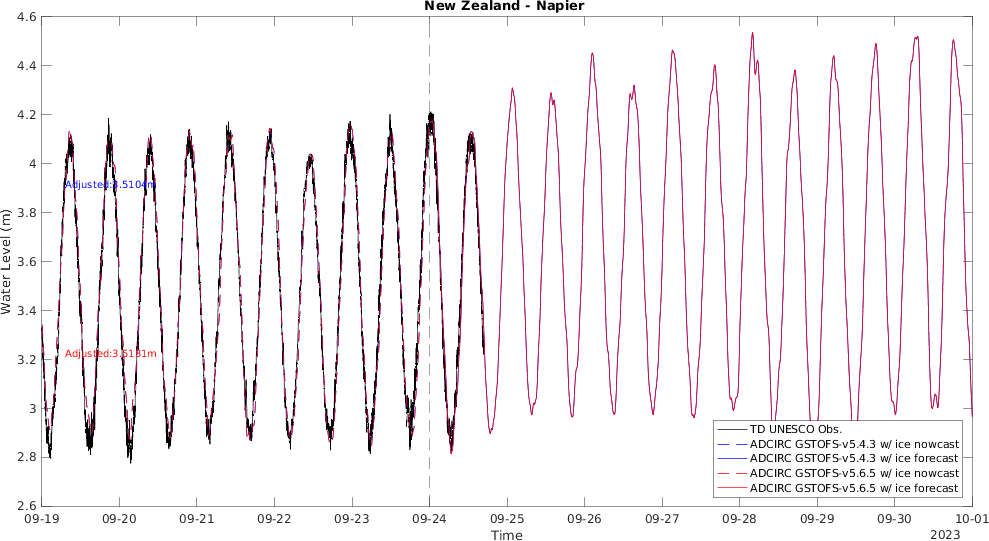 New Zealand - Napier
4.6
4.4
4.2
4
3.8
3.6
3.4
3.2
3
2.8
2.6
Water Level (m)
Adjusted:3.5104m
Adjusted:3.5131m
TD UNESCO Obs.
ADCIRC GSTOFS-v5.4.3 w/ ice nowcast
ADCIRC GSTOFS-v5.4.3 w/ ice forecast
ADCIRC GSTOFS-v5.6.5 w/ ice nowcast
ADCIRC GSTOFS-v5.6.5 w/ ice forecast
09-19 09-20 09-21 09-22 09-23 09-24 09-25 09-26 09-27 09-28 09-29 09-30 10-01
Time
2023